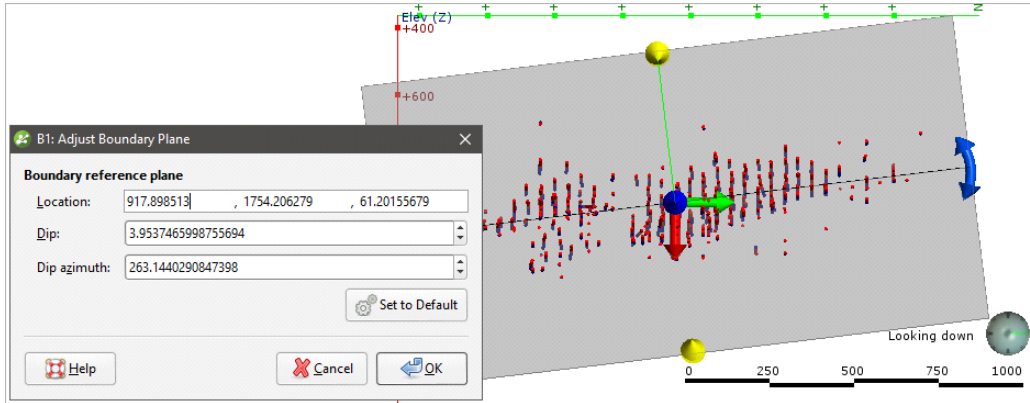 Elev (Z)
N
+400
+600
B1: Adjust Boundary Plane
Boundary reference plane
Location: 917.898513 , 1754.206279 , 61.20155679
Dip: 3.9537465998755694
Dip azimuth: 263.1440290847398
Set to Default
Help
Cancel
OK
Looking down
0 250 500 750 1000